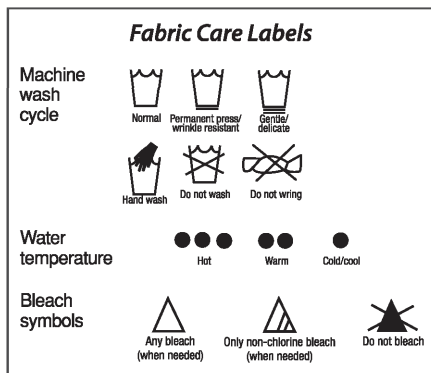 Fabric Care Labels
Machine
wash
cycle
Normal
Permanent press/
wrinkle resistant
Gentle/
delicate
Hand wash
Do not wash
Do not wring
Water
temperature
Hot
Warm
Cold/cool
Bleach
symbols
Any bleach
(when needed)
Only non-chlorine bleach
(when needed)
Do not bleach